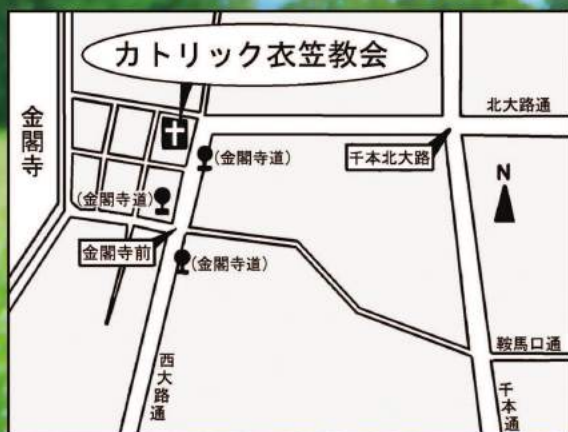 カトリック衣笠教会
金閣寺
北大路通
(金閣寺道)
千本北大路
N
(金閣寺道)
金閣寺前
(金閣寺道)
鞍馬口通
西大路通
千本通